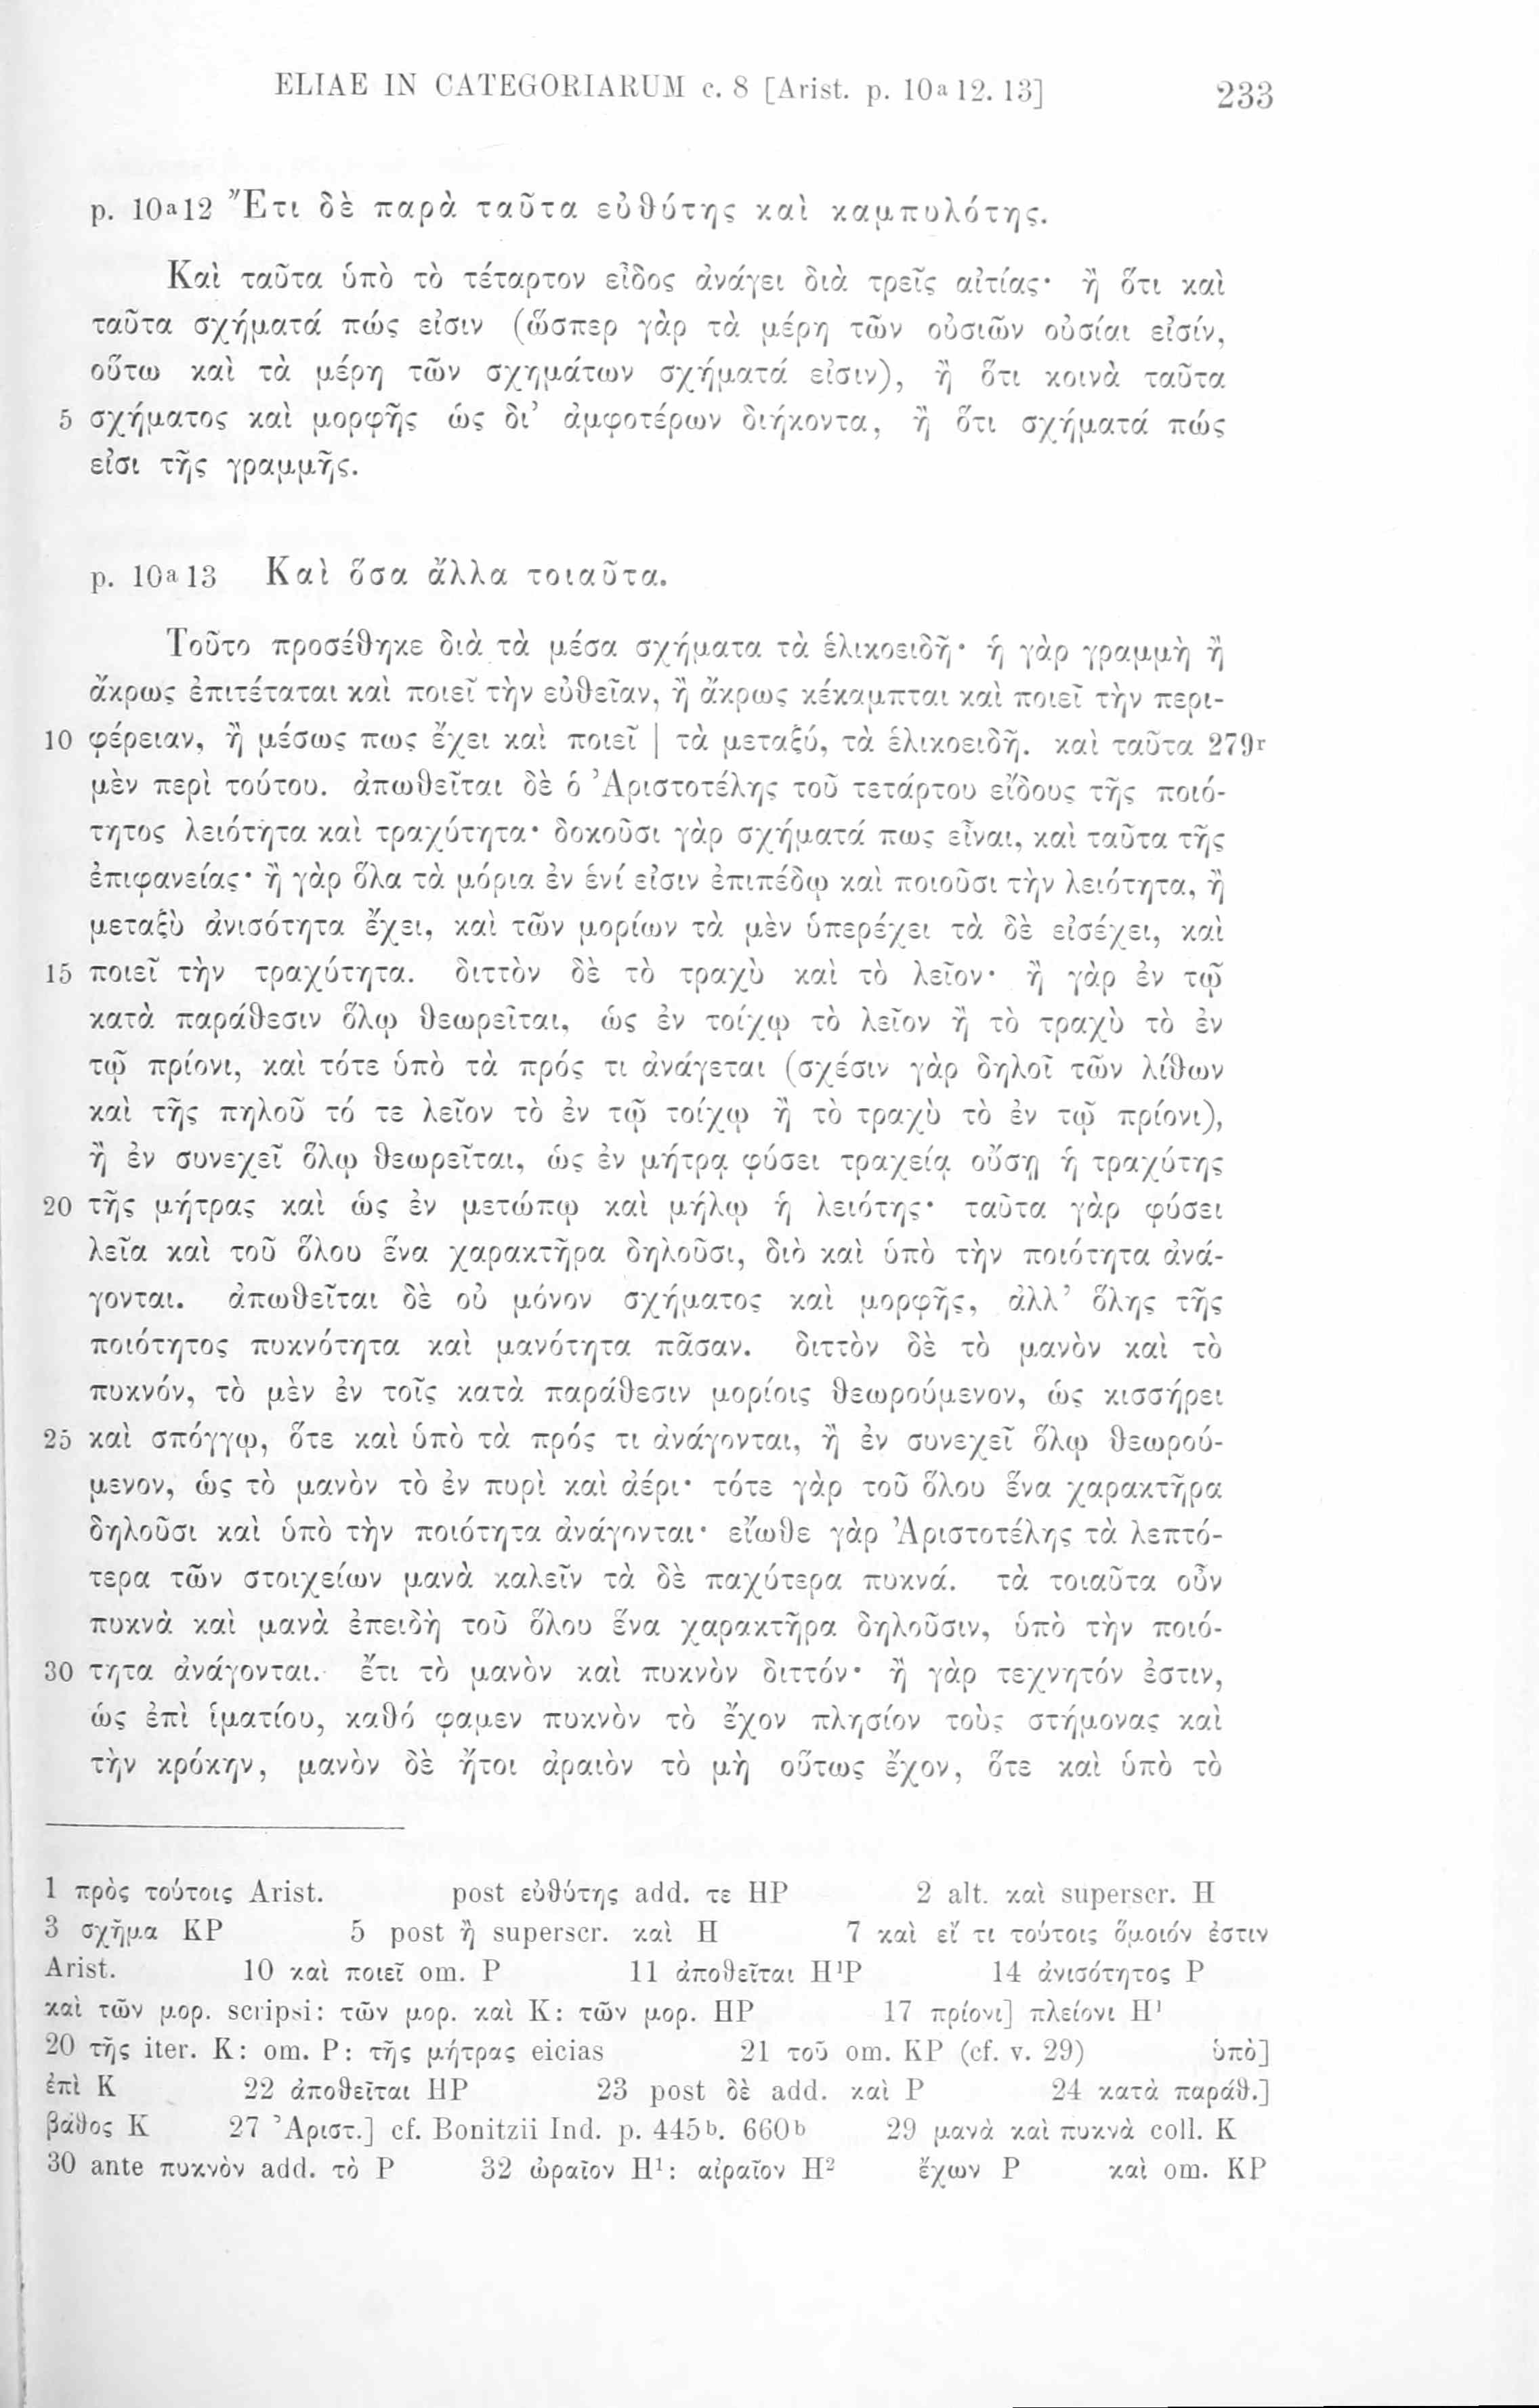 ELIAE IN CATEGORIARUM c. 8 [Arist. p. 10a 12. 13] 233
p. 10a12 Ἔτι δὲ παρὰ ταῦτα εὐθύτης καὶ καμπυλότης.
Καὶ ταῦτα ὑπὸ τὸ τέταρτον εἶδος ἀνάγει διὰ τρεῖς αἰτίας· ἢ ὅτι καὶ
ταῦτα σχήματά πώς εἰσιν (ὥσπερ γὰρ τὰ μέρη τῶν οὐσιῶν οὐσίαι εἰσίν,
οὕτω καὶ τὰ μέρη τῶν σχημάτων σχήματά εἰσιν), ἢ ὅτι κοινὰ ταῦτα
5 σχήματος καὶ μορφῆς ὡς δι’ ἀμφοτέρων διήκοντα, ἢ ὅτι σχήματά πώς
εἰσι τῆς γραμμῆς.
p. 10a13 Καὶ ὅσα ἄλλα τοιαῦτα.
Τοῦτο προσέθηκε διὰ τὰ μέσα σχήματα τὰ ἑλικοειδῆ· ἡ γὰρ γραμμὴ ἢ
ἄκρως ἐπιτέταται καὶ ποιεῖ τὴν εὐθεῖαν, ἢ ἄκρως κέκαμπται καὶ ποιεῖ τὴν περι-
10 φέρειαν, ἢ μέσως πως ἔχει καὶ ποιεῖ | τὰ μεταξύ, τὰ ἑλικοειδῆ. καὶ ταῦτα 279r
μὲν περὶ τούτου. ἀπωθεῖται δὲ ὁ Ἀριστοτέλης τοῦ τετάρτου εἴδους τῆς ποιό-
τητος λειότητα καὶ τραχύτητα· δοκοῦσι γὰρ σχήματά πως εἶναι, καὶ ταῦτα τῆς
ἐπιφανείας· ἢ γὰρ ὅλα τὰ μόρια ἐν ἑνί εἰσιν ἐπιπέδῳ καὶ ποιοῦσι τὴν λειότητα, ἢ
μεταξὺ ἀνισότητα ἔχει, καὶ τῶν μορίων τὰ μὲν ὑπερέχει τὰ δὲ εἰσέχει, καὶ
15 ποιεῖ τὴν τραχύτητα. διττὸν δὲ τὸ τραχὺ καὶ τὸ λεῖον· ἢ γὰρ ἐν τῷ
κατὰ παράθεσιν ὅλῳ θεωρεῖται, ὡς ἐν τοίχῳ τὸ λεῖον ἢ τὸ τραχὺ τὸ ἐν
τῷ πρίονι, καὶ τότε ὑπὸ τὰ πρός τι ἀνάγεται (σχέσιν γὰρ δηλοῖ τῶν λίθων
καὶ τῆς πηλοῦ τό τε λεῖον τὸ ἐν τῷ τοίχῳ ἢ τὸ τραχὺ τὸ ἐν τῷ πρίονι),
ἢ ἐν συνεχεῖ ὅλῳ θεωρεῖται, ὡς ἐν μήτρᾳ φύσει τραχείᾳ οὔσῃ ἡ τραχύτης
20 τῆς μήτρας καὶ ὡς ἐν μετώπῳ καὶ μήλῳ ἡ λειότης· ταῦτα γὰρ φύσει
λεῖα καὶ τοῦ ὅλου ἕνα χαρακτῆρα δηλοῦσι, διὸ καὶ ὑπὸ τὴν ποιότητα ἀνά-
γονται. ἀπωθεῖται δὲ οὐ μόνον σχήματος καὶ μορφῆς, ἀλλ’ ὅλης τῆς
ποιότητος πυκνότητα καὶ μανότητα πᾶσαν. διττὸν δὲ τὸ μανὸν καὶ τὸ
πυκνόν, τὸ μὲν ἐν τοῖς κατὰ παράθεσιν μορίοις θεωρούμενον, ὡς κισσήρει
25 καὶ σπόγγῳ, ὅτε καὶ ὑπὸ τὰ πρός τι ἀνάγονται, ἢ ἐν συνεχεῖ ὅλῳ θεωρού-
μενον, ὡς τὸ μανὸν τὸ ἐν πυρὶ καὶ ἀέρι· τότε γὰρ τοῦ ὅλου ἕνα χαρακτῆρα
δηλοῦσι καὶ ὑπὸ τὴν ποιότητα ἀνάγονται· εἴωθε γὰρ Ἀριστοτέλης τὰ λεπτό-
τερα τῶν στοιχείων μανὰ καλεῖν τὰ δὲ παχύτερα πυκνά. τὰ τοιαῦτα οὖν
πυκνὰ καὶ μανὰ ἐπειδὴ τοῦ ὅλου ἕνα χαρακτῆρα δηλοῦσιν, ὑπὸ τὴν ποιό-
30 τητα ἀνάγονται. ἔτι τὸ μανὸν καὶ πυκνὸν διττόν· ἢ γὰρ τεχνητόν ἐστιν,
ὡς ἐπὶ ἱματίου, καθό φαμεν πυκνὸν τὸ ἔχον πλησίον τοὺς στήμονας καὶ
τὴν κρόκην, μανὸν δὲ ἤτοι ἀραιὸν τὸ μὴ οὕτως ἔχον, ὅτε καὶ ὑπὸ τὸ
1 πρὸς τούτοις Arist. post εὐθύτης add. τε HP 2 alt. καὶ superscr. H
3 σχῆμα KP 5 post ἢ superscr. καὶ H 7 καὶ εἴ τι τούτοις ὅμοιόν ἐστιν
Arist. 10 καὶ ποιεῖ om. P 11 ἀποθεῖται H¹P 14 ἀνισότητος P
καὶ τῶν μορ. scripsi: τῶν μορ. καὶ K: τῶν μορ. HP 17 πρίονι] πλείονι H¹
20 τῆς iter. K: om. P: τῆς μήτρας eicias 21 τοῦ om. KP (cf. v. 29) ὑπὸ]
ἐπὶ K 22 ἀποθεῖται HP 23 post δὲ add. καὶ P 24 κατὰ παράθ.]
βάθος K 27 Ἀριστ.] cf. Bonitzii Ind. p. 445b. 660b 29 μανὰ καὶ πυκνὰ coll. K
30 ante πυκνὸν add. τὸ P 32 ὡραῖον H¹: αἰραῖον H² ἔχων P καὶ om. KP